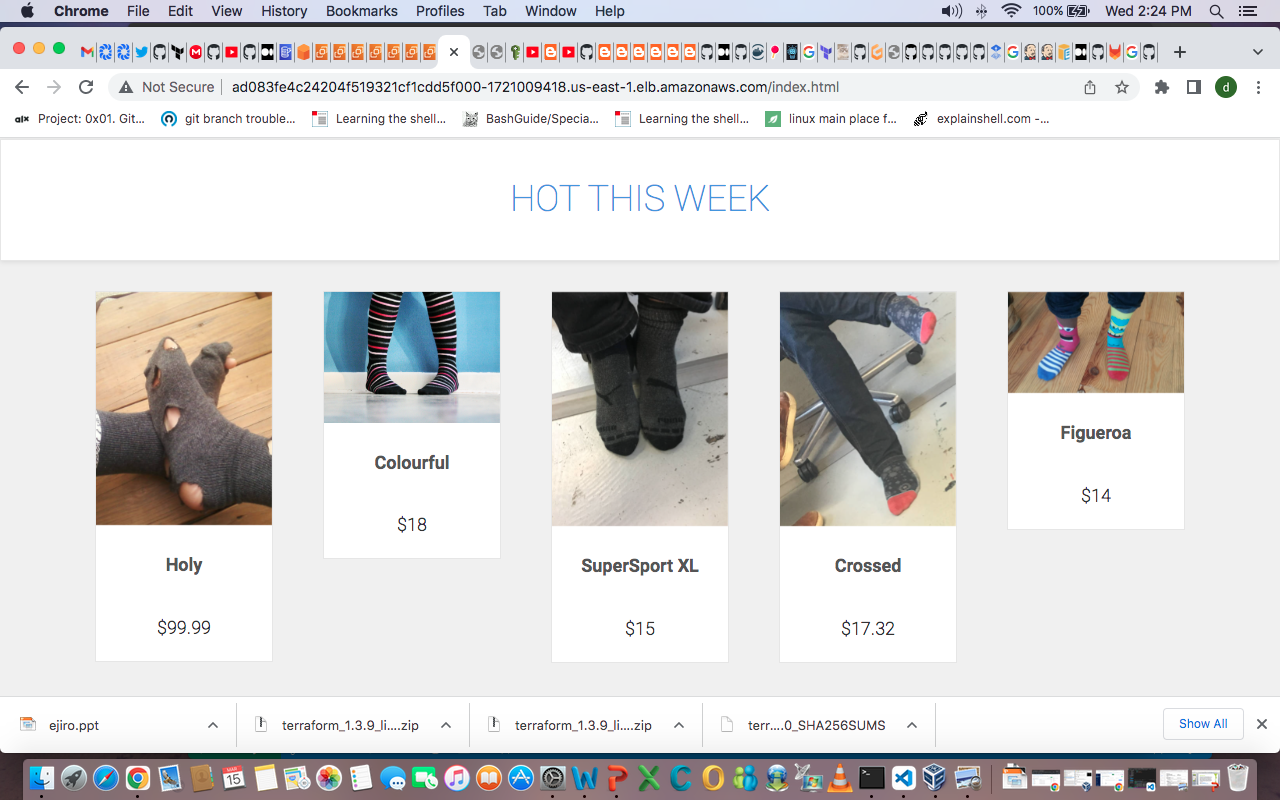 Chrome File Edit View History Bookmarks Profiles Tab Window Help 100% Wed 2:24 PM
Not Secure ad083fe4c24204f519321cf1cdd5f000-1721009418.us-east-1.elb.amazonaws.com/index.html d
alx Project: 0x01. Git... git branch trouble... Learning the shell... BashGuide/Specia... Learning the shell... linux main place f... explainshell.com -...
HOT THIS WEEK
Holy
$99.99
Colourful
$18
SuperSport XL
$15
Crossed
$17.32
Figueroa
$14
ejiro.ppt terraform_1.3.9_li....zip terraform_1.3.9_li....zip terr....0_SHA256SUMS Show All
MAR
15